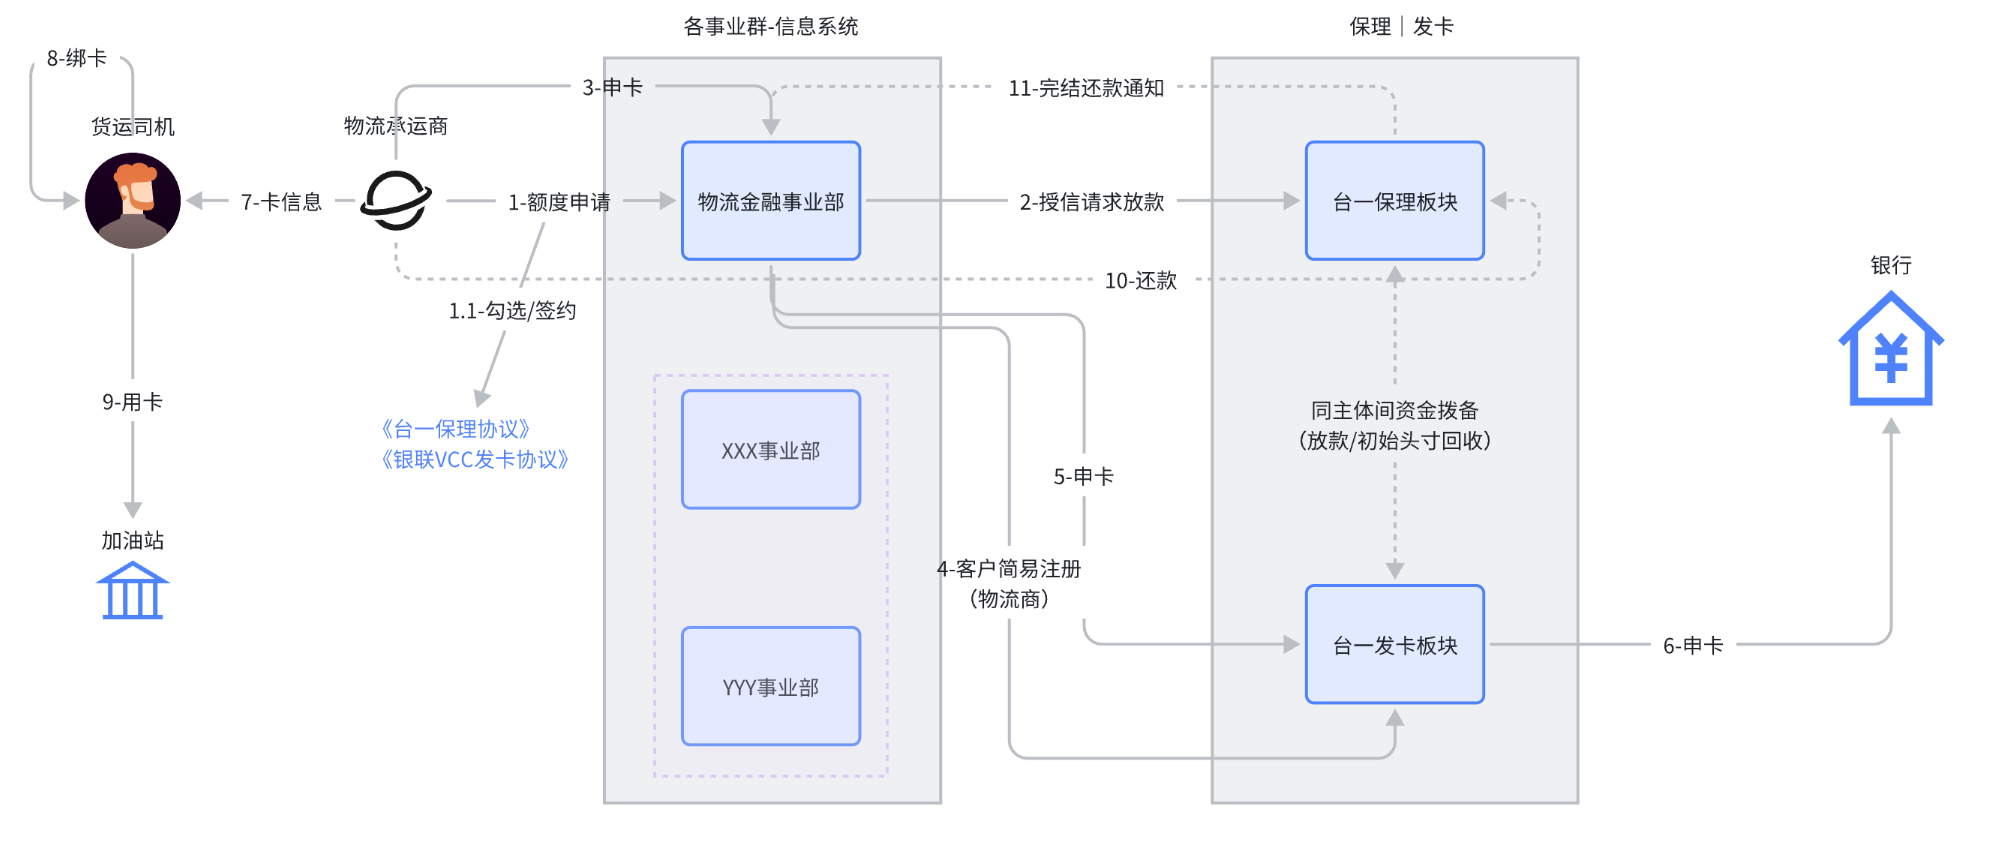 各事业群-信息系统
保理｜发卡
8-绑卡
3-申卡
11-完结还款通知
货运司机
物流承运商
7-卡信息
1-额度申请
物流金融事业部
2-授信请求放款
台一保理板块
银行
10-还款
1.1-勾选/签约
9-用卡
《台一保理协议》
《银联VCC发卡协议》
XXX事业部
同主体间资金拨备
（放款/初始头寸回收）
5-申卡
加油站
4-客户简易注册
（物流商）
台一发卡板块
6-申卡
YYY事业部